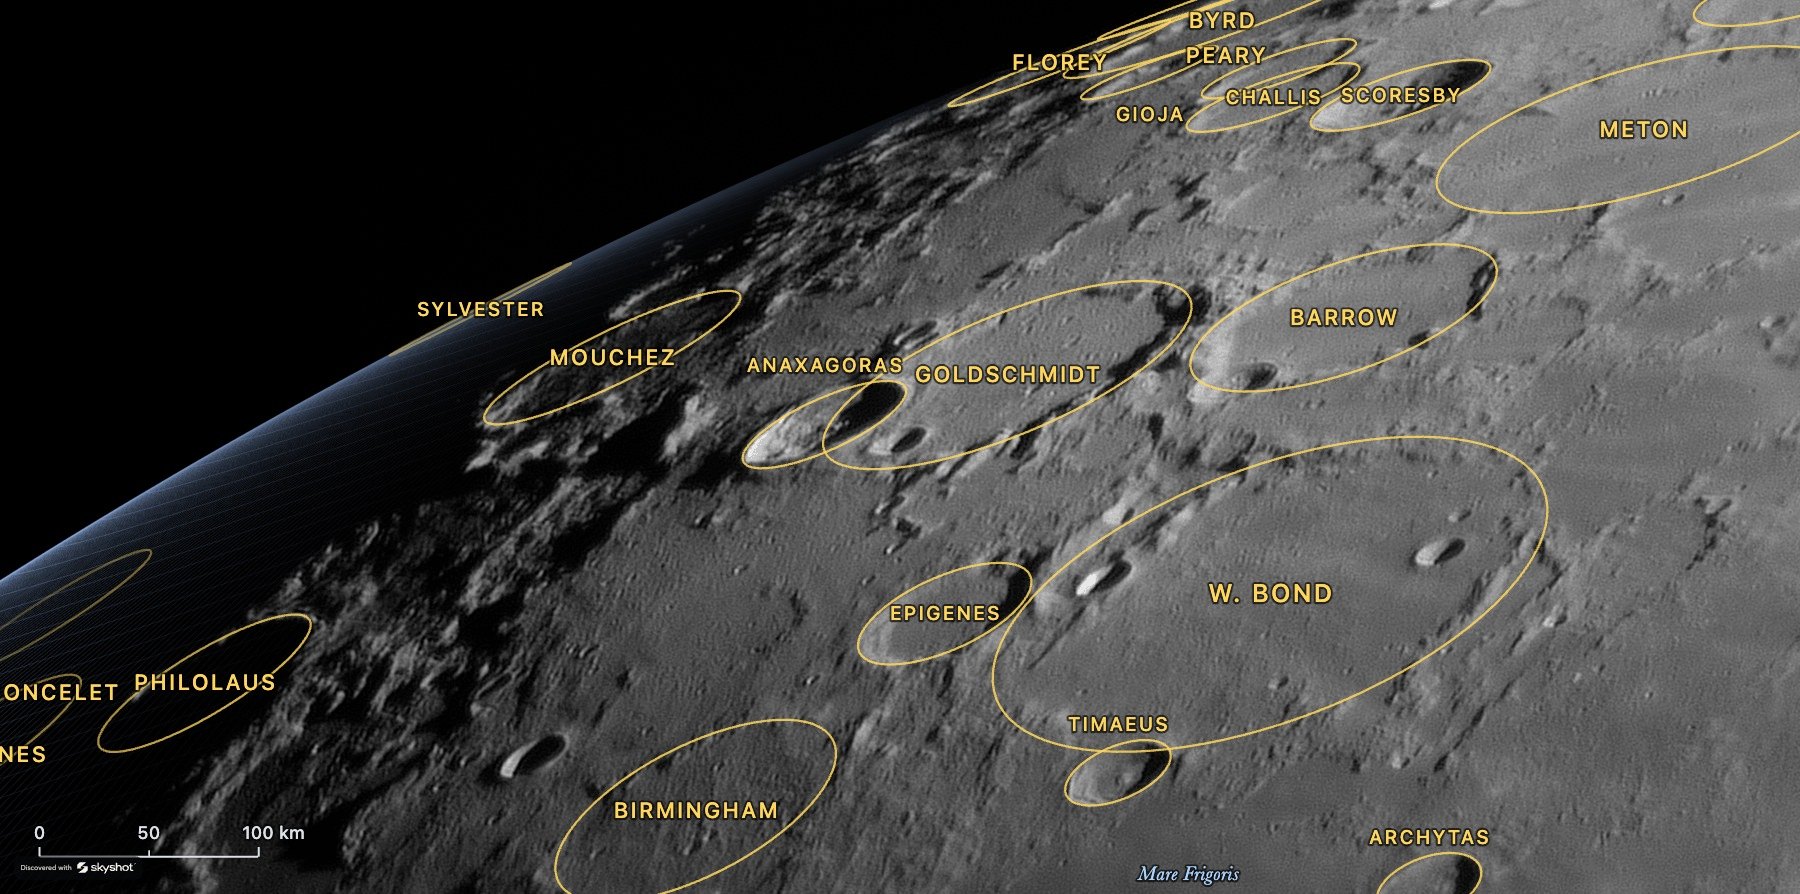 BYRD
FLOREY
PEARY
CHALLIS
SCORESBY
GIOJA
METON
SYLVESTER
BARROW
MOUCHEZ
ANAXAGORAS
GOLDSCHMIDT
W. BOND
EPIGENES
ONCELET
PHILOLAUS
TIMAEUS
NES
BIRMINGHAM
0 50 100 km
ARCHYTAS
Discovered with skyshot
Mare Frigoris